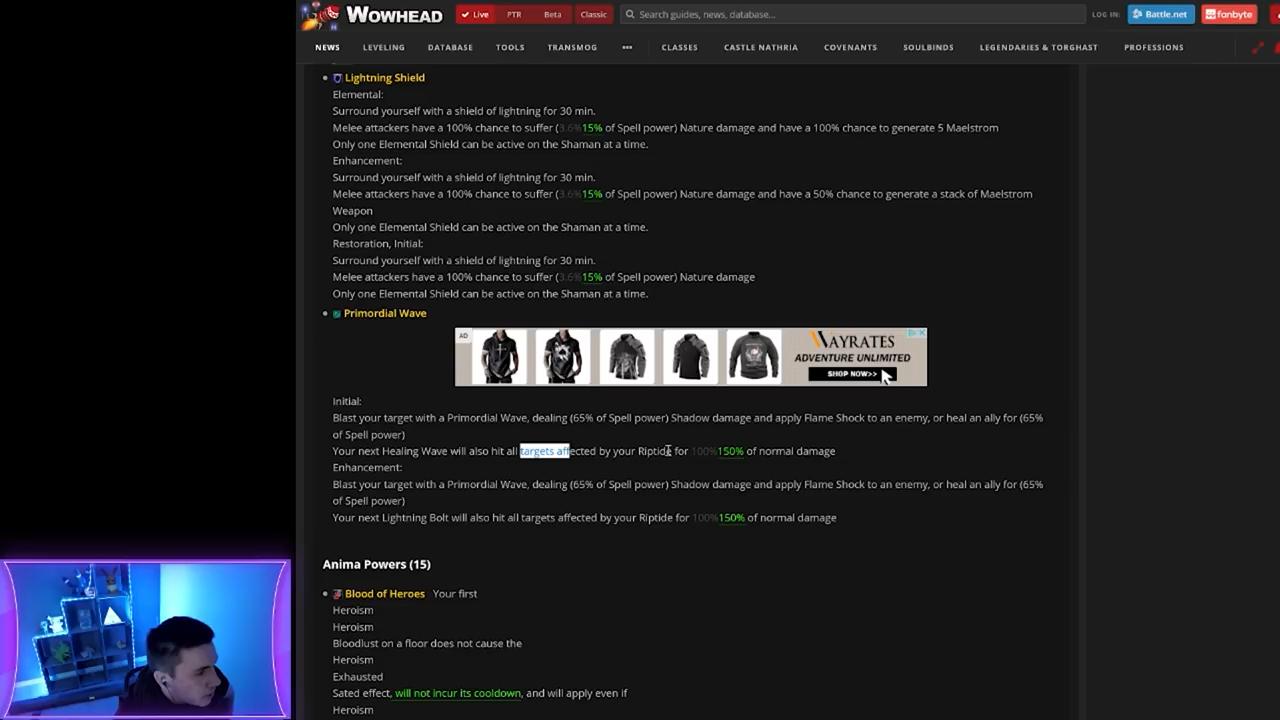 WOWHEAD
Live PTR Beta Classic
Search guides, news, database...
LOG IN: Battle.net fanbyte
NEWS LEVELING DATABASE TOOLS TRANSMOG ••• CLASSES CASTLE NATHRIA COVENANTS SOULBINDS LEGENDARIES & TORGHAST PROFESSIONS
• Lightning Shield
Elemental:
Surround yourself with a shield of lightning for 30 min.
Melee attackers have a 100% chance to suffer (3.6%15% of Spell power) Nature damage and have a 100% chance to generate 5 Maelstrom
Only one Elemental Shield can be active on the Shaman at a time.
Enhancement:
Surround yourself with a shield of lightning for 30 min.
Melee attackers have a 100% chance to suffer (3.6%15% of Spell power) Nature damage and have a 50% chance to generate a stack of Maelstrom
Weapon
Only one Elemental Shield can be active on the Shaman at a time.
Restoration, Initial:
Surround yourself with a shield of lightning for 30 min.
Melee attackers have a 100% chance to suffer (3.6%15% of Spell power) Nature damage
Only one Elemental Shield can be active on the Shaman at a time.
• Primordial Wave
AD
WAYRATES
ADVENTURE UNLIMITED
SHOP NOW>>
Initial:
Blast your target with a Primordial Wave, dealing (65% of Spell power) Shadow damage and apply Flame Shock to an enemy, or heal an ally for (65%
of Spell power)
Your next Healing Wave will also hit all targets affected by your Riptide for 100%150% of normal damage
Enhancement:
Blast your target with a Primordial Wave, dealing (65% of Spell power) Shadow damage and apply Flame Shock to an enemy, or heal an ally for (65%
of Spell power)
Your next Lightning Bolt will also hit all targets affected by your Riptide for 100%150% of normal damage
Anima Powers (15)
• Blood of Heroes Your first
Heroism
Heroism
Bloodlust on a floor does not cause the
Heroism
Exhausted
Sated effect, will not incur its cooldown, and will apply even if
Heroism